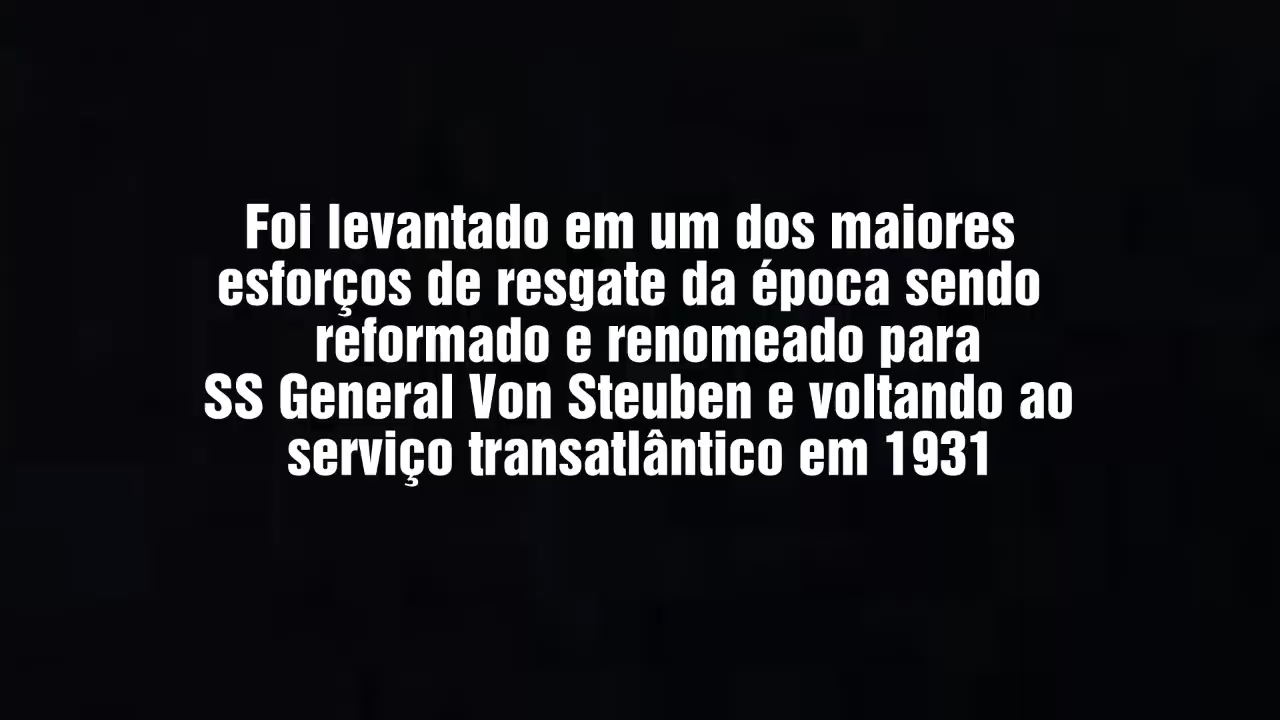 Foi levantado em um dos maiores
esforços de resgate da época sendo
reformado e renomeado para
SS General Von Steuben e voltando ao
serviço transatlântico em 1931